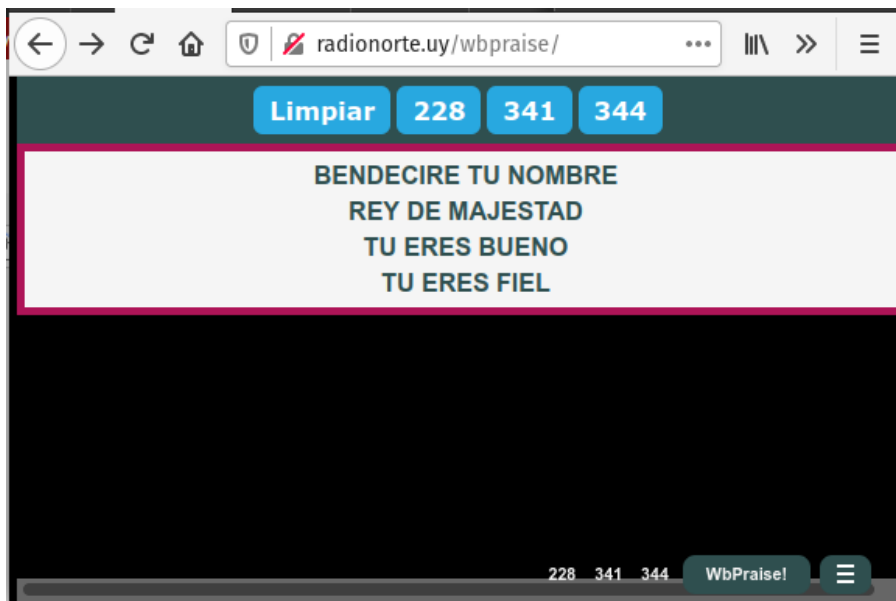 radionorte.uy/wbpraise/
Limpiar 228 341 344
BENDECIRE TU NOMBRE
REY DE MAJESTAD
TU ERES BUENO
TU ERES FIEL
228 341 344 WbPraise!